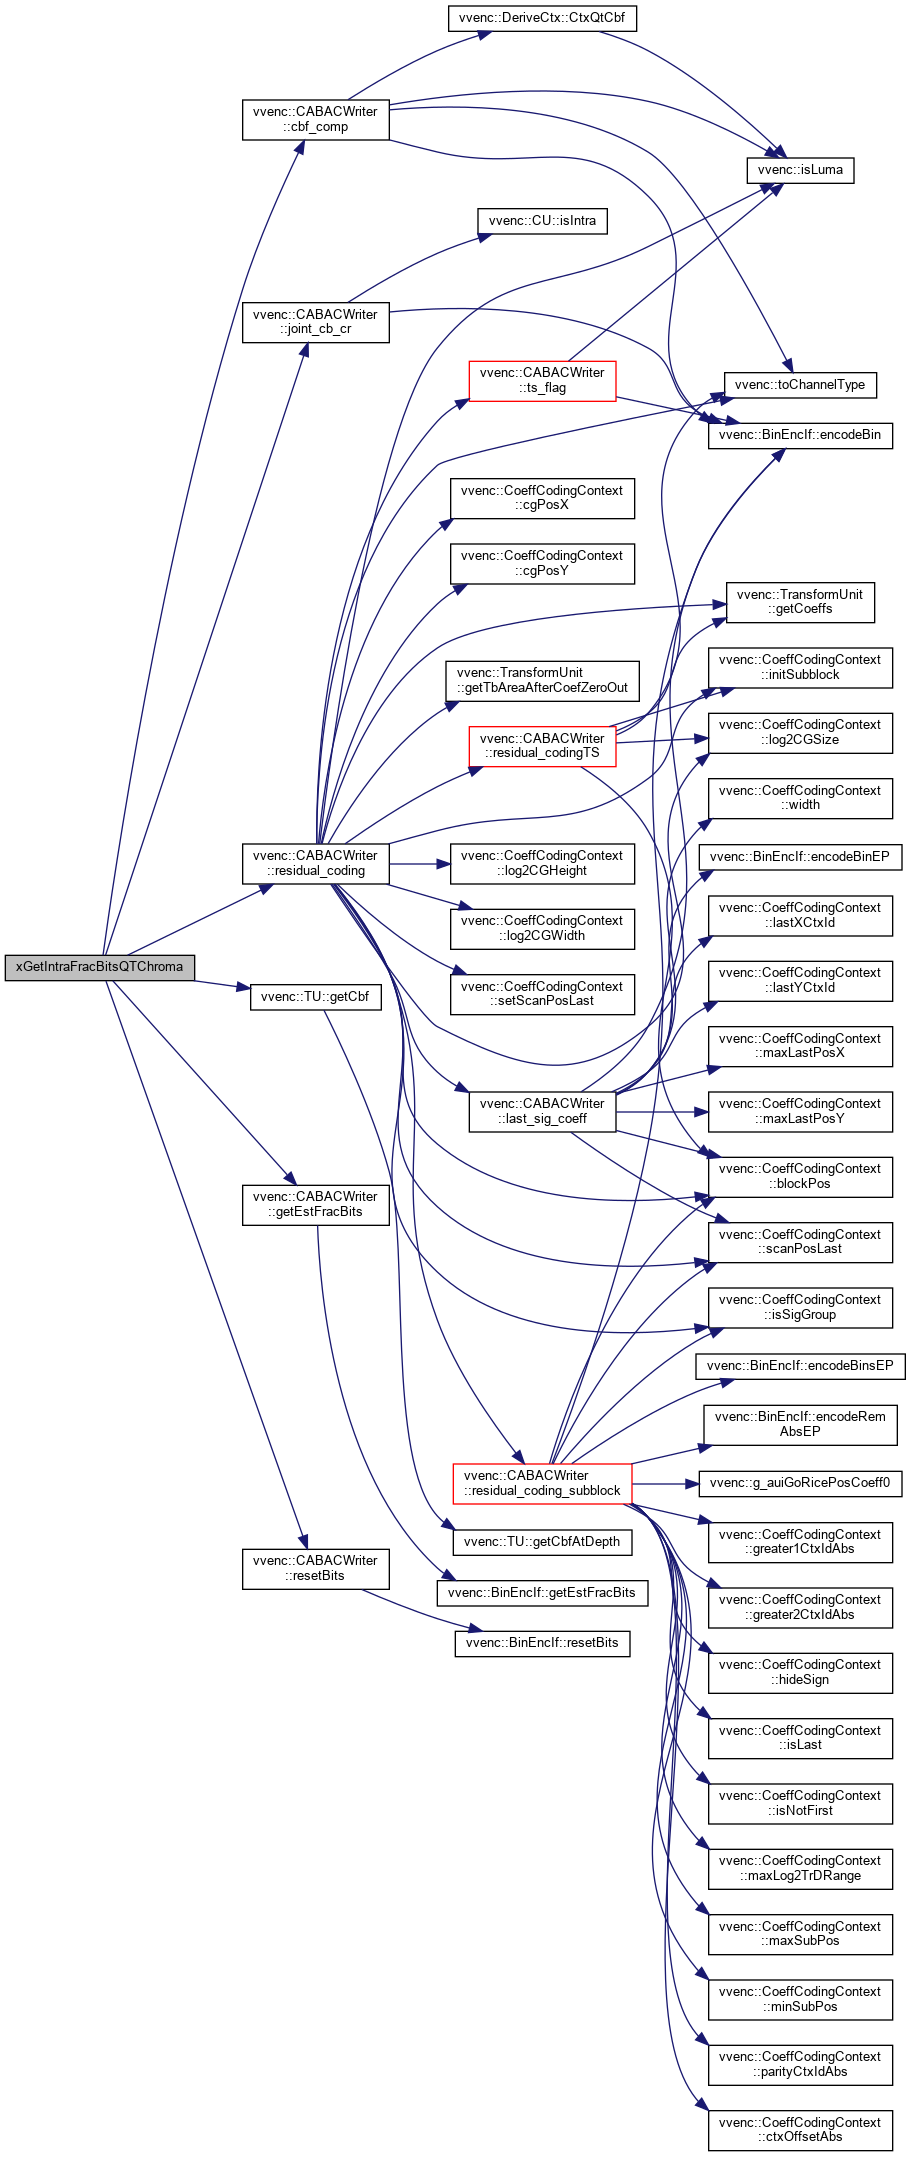 vvenc::DeriveCtx::CtxQtCbf
vvenc::CABACWriter
::cbf_comp
vvenc::isLuma
vvenc::CU::isIntra
vvenc::CABACWriter
::joint_cb_cr
vvenc::CABACWriter
::ts_flag
vvenc::toChannelType
vvenc::BinEncIf::encodeBin
vvenc::CoeffCodingContext
::cgPosX
vvenc::CoeffCodingContext
::cgPosY
vvenc::TransformUnit
::getCoeffs
vvenc::TransformUnit
::getTbAreaAfterCoefZeroOut
vvenc::CoeffCodingContext
::initSubblock
vvenc::CABACWriter
::residual_codingTS
vvenc::CoeffCodingContext
::log2CGSize
vvenc::CoeffCodingContext
::width
vvenc::CABACWriter
::residual_coding
vvenc::CoeffCodingContext
::log2CGHeight
vvenc::BinEncIf::encodeBinEP
vvenc::CoeffCodingContext
::log2CGWidth
vvenc::CoeffCodingContext
::lastXCtxId
xGetIntraFracBitsQTChroma
vvenc::TU::getCbf
vvenc::CoeffCodingContext
::setScanPosLast
vvenc::CoeffCodingContext
::lastYCtxId
vvenc::CoeffCodingContext
::maxLastPosX
vvenc::CABACWriter
::last_sig_coeff
vvenc::CoeffCodingContext
::maxLastPosY
vvenc::CoeffCodingContext
::blockPos
vvenc::CABACWriter
::getEstFracBits
vvenc::CoeffCodingContext
::scanPosLast
vvenc::CoeffCodingContext
::isSigGroup
vvenc::BinEncIf::encodeBinsEP
vvenc::BinEncIf::encodeRem
AbsEP
vvenc::CABACWriter
::residual_coding_subblock
vvenc::g_auiGoRicePosCoeff0
vvenc::TU::getCbfAtDepth
vvenc::CoeffCodingContext
::greater1CtxIdAbs
vvenc::CABACWriter
::resetBits
vvenc::BinEncIf::getEstFracBits
vvenc::CoeffCodingContext
::greater2CtxIdAbs
vvenc::BinEncIf::resetBits
vvenc::CoeffCodingContext
::hideSign
vvenc::CoeffCodingContext
::isLast
vvenc::CoeffCodingContext
::isNotFirst
vvenc::CoeffCodingContext
::maxLog2TrDRange
vvenc::CoeffCodingContext
::maxSubPos
vvenc::CoeffCodingContext
::minSubPos
vvenc::CoeffCodingContext
::parityCtxIdAbs
vvenc::CoeffCodingContext
::ctxOffsetAbs